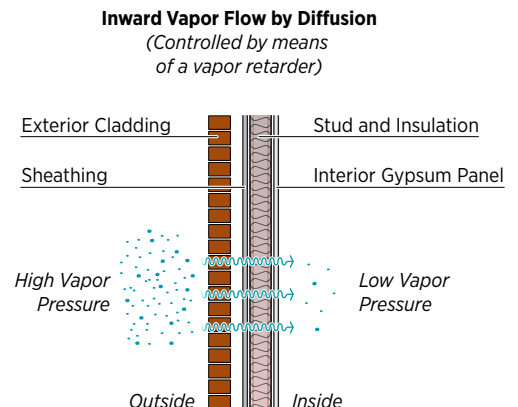 Inward Vapor Flow by Diffusion
(Controlled by means
of a vapor retarder)
Exterior Cladding
Stud and Insulation
Sheathing
Interior Gypsum Panel
High Vapor
Pressure
Low Vapor
Pressure
Outside
Inside